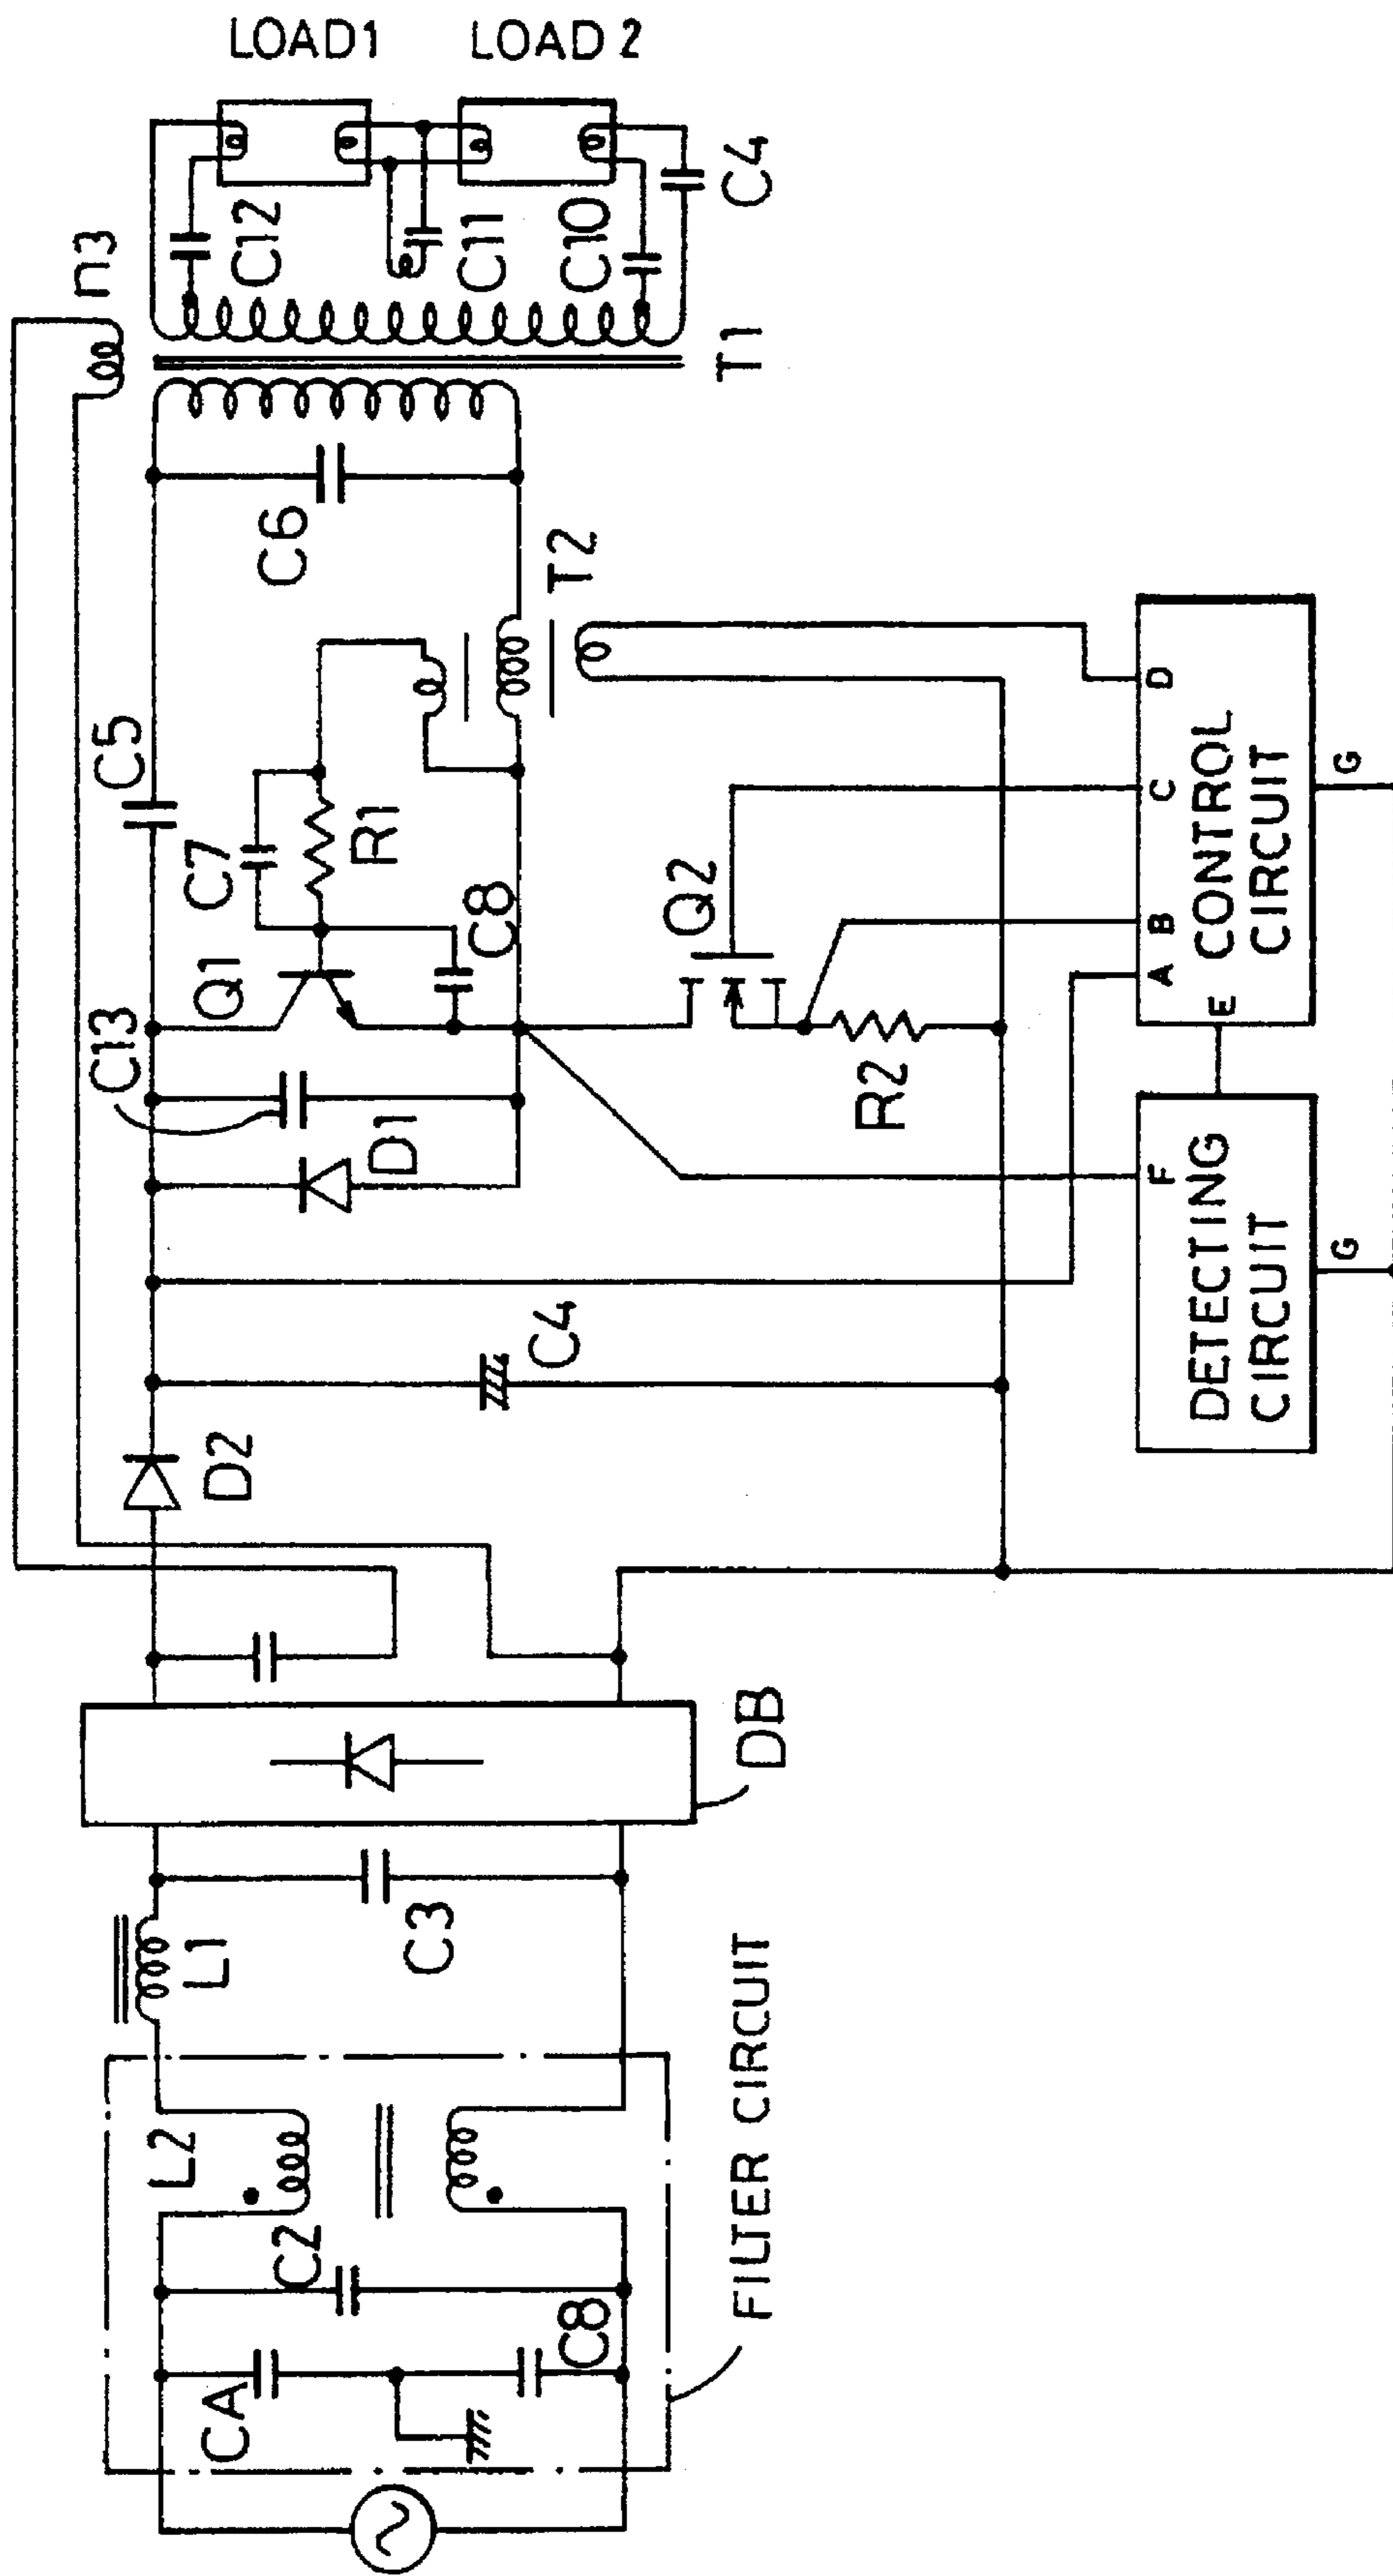 LOAD1
LOAD 2
n3
C12
C11
C10
C4
T1
C6
T2
C5
C7
R1
C8
Q1
C13
D1
Q2
R2
D
C
B
A
E
CONTROL
CIRCUIT
G
F
DETECTING
CIRCUIT
G
C4
D2
DB
C3
L1
L2
C2
CA
C8
FILTER CIRCUIT